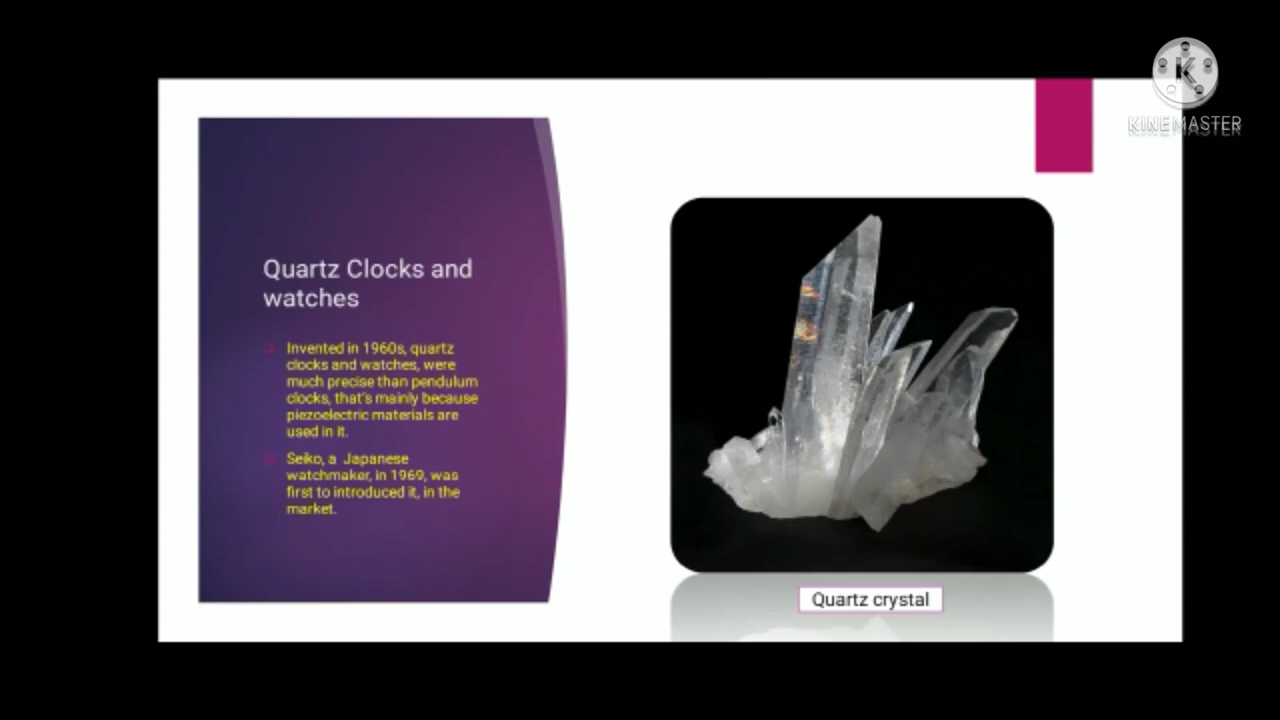 KINEMASTER
Quartz Clocks and
watches
Invented in 1960s, quartz
clocks and watches, were
much precise than pendulum
clocks, that's mainly because
piezoelectric materials are
used in it.
Seiko, a Japanese
watchmaker, in 1969, was
first to introduced it, in the
market.
Quartz crystal